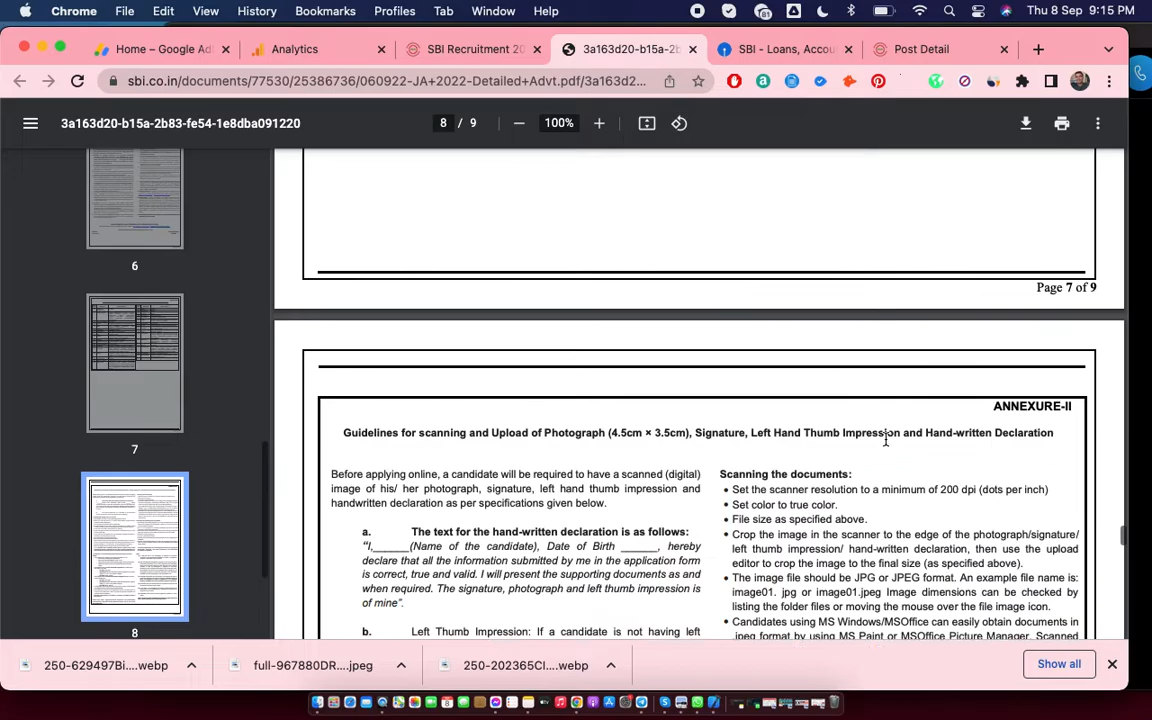 Chrome File Edit View History Bookmarks Profiles Tab Window Help
81
Thu 8 Sep 9:15 PM
Home – Google Ad
Analytics
SBI Recruitment 20
3a163d20-b15a-2b
SBI - Loans, Accou
Post Detail
sbi.co.in/documents/77530/25386736/060922-JA+2022-Detailed+Advt.pdf/3a163d2...
3a163d20-b15a-2b83-fe54-1e8dba091220
8 / 9
100%
6
7
8
Page 7 of 9
ANNEXURE-II
Guidelines for scanning and Upload of Photograph (4.5cm × 3.5cm), Signature, Left Hand Thumb Impression and Hand-written Declaration
Before applying online, a candidate will be required to have a scanned (digital)
image of his/ her photograph, signature, left hand thumb impression and
handwritten declaration as per specifications given below.
a. The text for the hand-written declaration is as follows:
“I,______(Name of the candidate), Date of Birth ______, hereby
declare that all the information submitted by me in the application form
is correct, true and valid. I will present the supporting documents as and
when required. The signature, photograph and left thumb impression is
of mine”.
b. Left Thumb Impression: If a candidate is not having left
Scanning the documents:
• Set the scanner resolution to a minimum of 200 dpi (dots per inch)
• Set color to true color.
• File size as specified above.
• Crop the image in the scanner to the edge of the photograph/signature/
left thumb impression/ hand-written declaration, then use the upload
editor to crop the image to the final size (as specified above).
• The image file should be JPG or JPEG format. An example file name is:
image01. jpg or image01.jpeg Image dimensions can be checked by
listing the folder files or moving the mouse over the file image icon.
• Candidates using MS Windows/MSOffice can easily obtain documents in
.jpeg format by using MS Paint or MSOffice Picture Manager. Scanned
250-629497Bi....webp
full-967880DR....jpeg
250-202365CI....webp
Show all